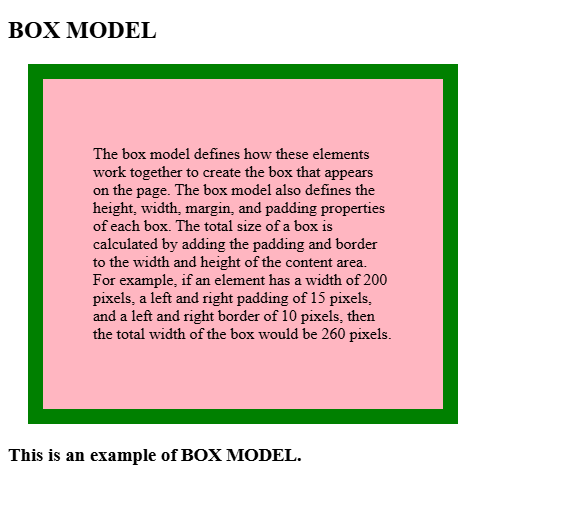 BOX MODEL
The box model defines how these elements
work together to create the box that appears
on the page. The box model also defines the
height, width, margin, and padding properties
of each box. The total size of a box is
calculated by adding the padding and border
to the width and height of the content area.
For example, if an element has a width of 200
pixels, a left and right padding of 15 pixels,
and a left and right border of 10 pixels, then
the total width of the box would be 260 pixels.
This is an example of BOX MODEL.